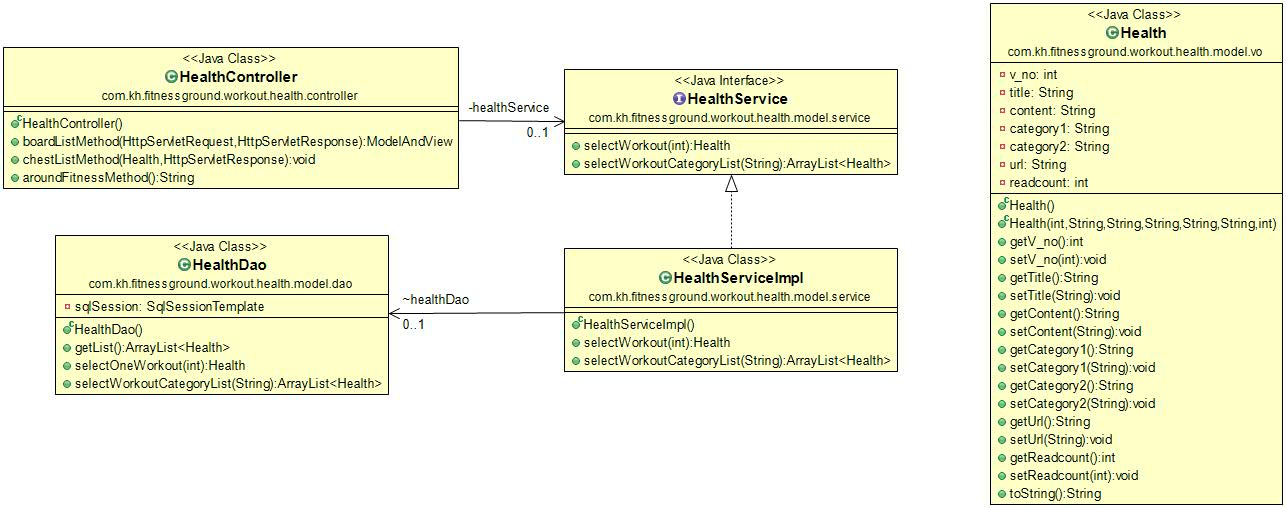 <<Java Class>>
HealthController
com.kh.fitnessground.workout.health.controller
HealthController()
boardListMethod(HttpServletRequest,HttpServletResponse):ModelAndView
chestListMethod(Health,HttpServletResponse):void
aroundFitnessMethod():String
-healthService
0..1
<<Java Interface>>
HealthService
com.kh.fitnessground.workout.health.model.service
selectWorkout(int):Health
selectWorkoutCategoryList(String):ArrayList<Health>
<<Java Class>>
HealthDao
com.kh.fitnessground.workout.health.model.dao
sqlSession: SqlSessionTemplate
HealthDao()
getList():ArrayList<Health>
selectOneWorkout(int):Health
selectWorkoutCategoryList(String):ArrayList<Health>
~healthDao
0..1
<<Java Class>>
HealthServiceImpl
com.kh.fitnessground.workout.health.model.service
HealthServiceImpl()
selectWorkout(int):Health
selectWorkoutCategoryList(String):ArrayList<Health>
<<Java Class>>
Health
com.kh.fitnessground.workout.health.model.vo
v_no: int
title: String
content: String
category1: String
category2: String
url: String
readcount: int
Health()
Health(int,String,String,String,String,String,int)
getV_no():int
setV_no(int):void
getTitle():String
setTitle(String):void
getContent():String
setContent(String):void
getCategory1():String
setCategory1(String):void
getCategory2():String
setCategory2(String):void
getUrl():String
setUrl(String):void
getReadcount():int
setReadcount(int):void
toString():String